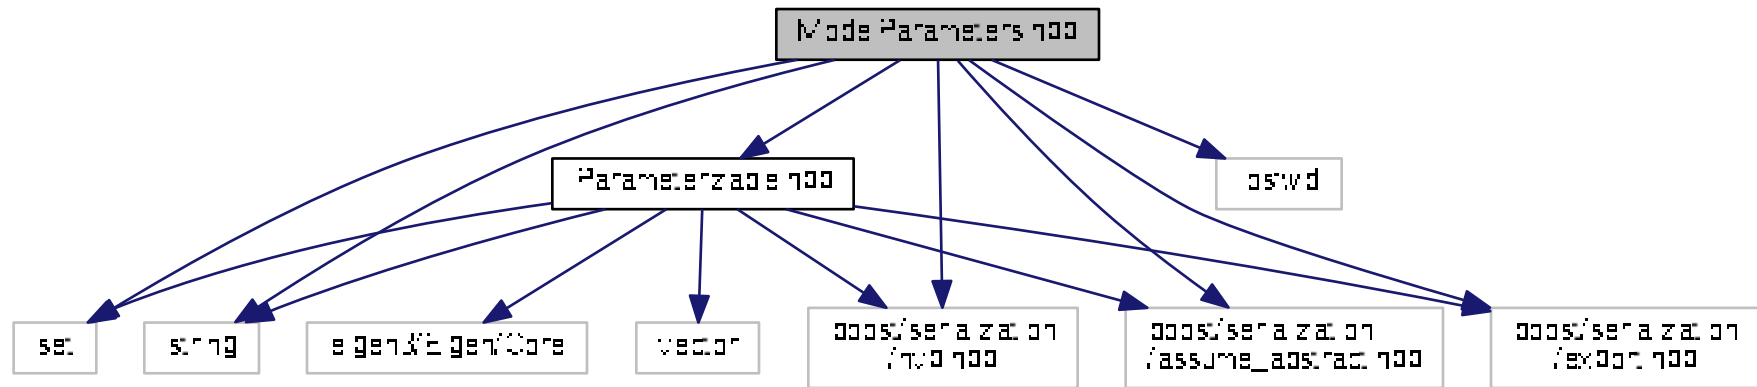 ModelParameters.hpp
Parameterizable.hpp
iosfwd
set
string
eigen3/Eigen/Core
vector
boost/serialization
/nvp.hpp
boost/serialization
/assume_abstract.hpp
boost/serialization
/export.hpp